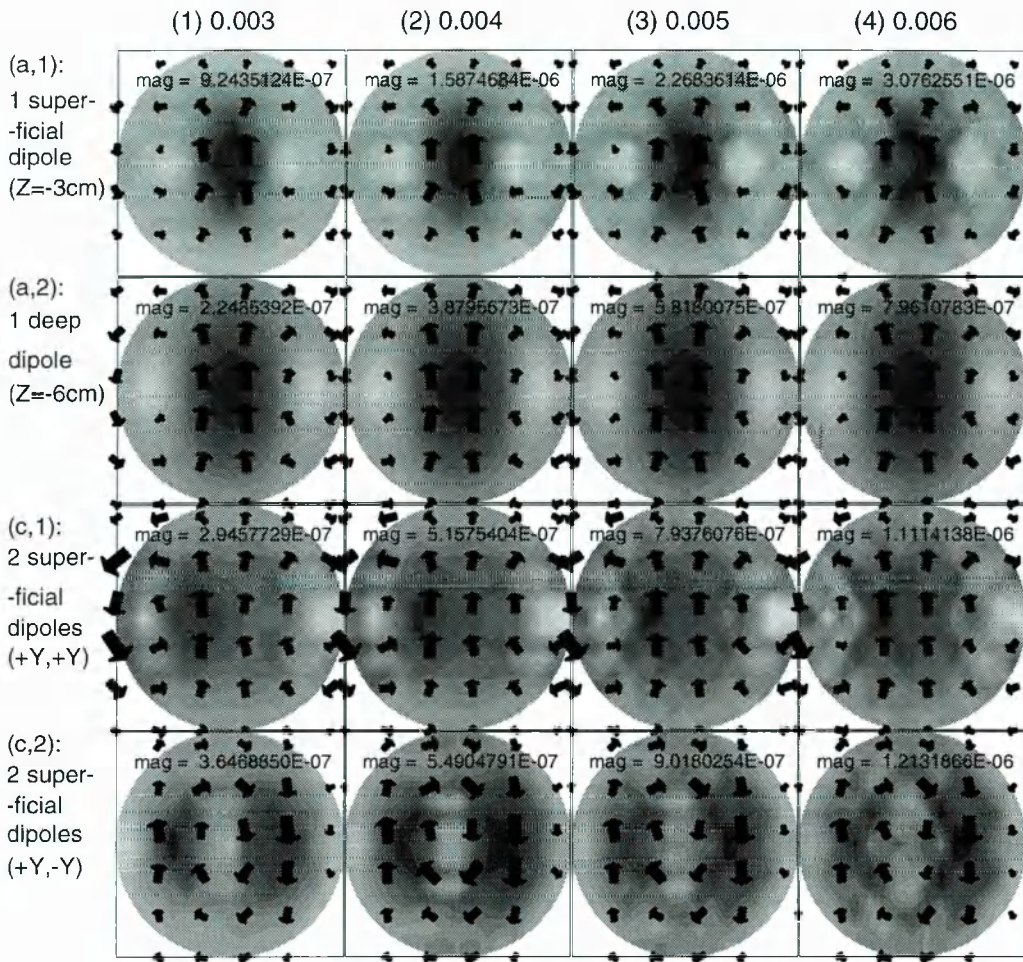 (1) 0.003 (2) 0.004 (3) 0.005 (4) 0.006
(a,1):
1 super-
-ficial
dipole
(Z=-3cm)
mag = 9.2435124E-07 mag = 1.5874684E-06 mag = 2.2683614E-06 mag = 3.0762551E-06
(a,2):
1 deep
dipole
(Z=-6cm)
mag = 2.2485392E-07 mag = 3.8795673E-07 mag = 5.8180075E-07 mag = 7.9610783E-07
(c,1):
2 super-
-ficial
dipoles
(+Y,+Y)
mag = 2.9457729E-07 mag = 5.1575404E-07 mag = 7.9376076E-07 mag = 1.1114138E-06
(c,2):
2 super-
-ficial
dipoles
(+Y,-Y)
mag = 3.6468850E-07 mag = 5.4904791E-07 mag = 9.0180254E-07 mag = 1.2131866E-06